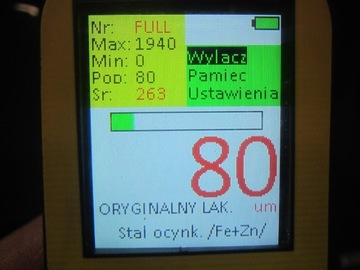 Nr: FULL
Max: 1940
Min: 0
Pop: 80
Sr: 263
Wylacz
Pamiec
Ustawienia
80
ORYGINALNY LAK. um
Stal ocynk. /Fe+Zn/